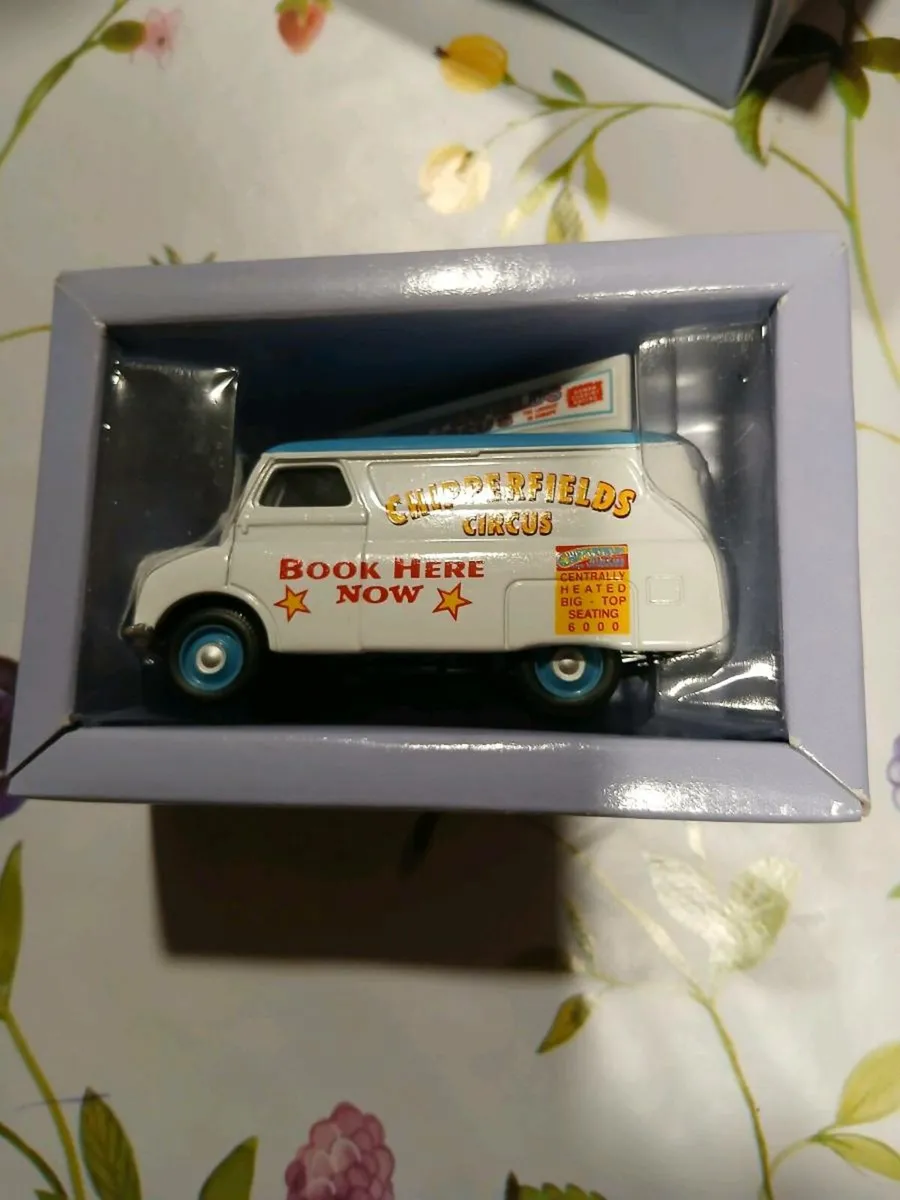 CHIPPERFIELDS
CIRCUS
BOOK HERE
NOW
CENTRALLY
HEATED
BIG - TOP
SEATING
6000